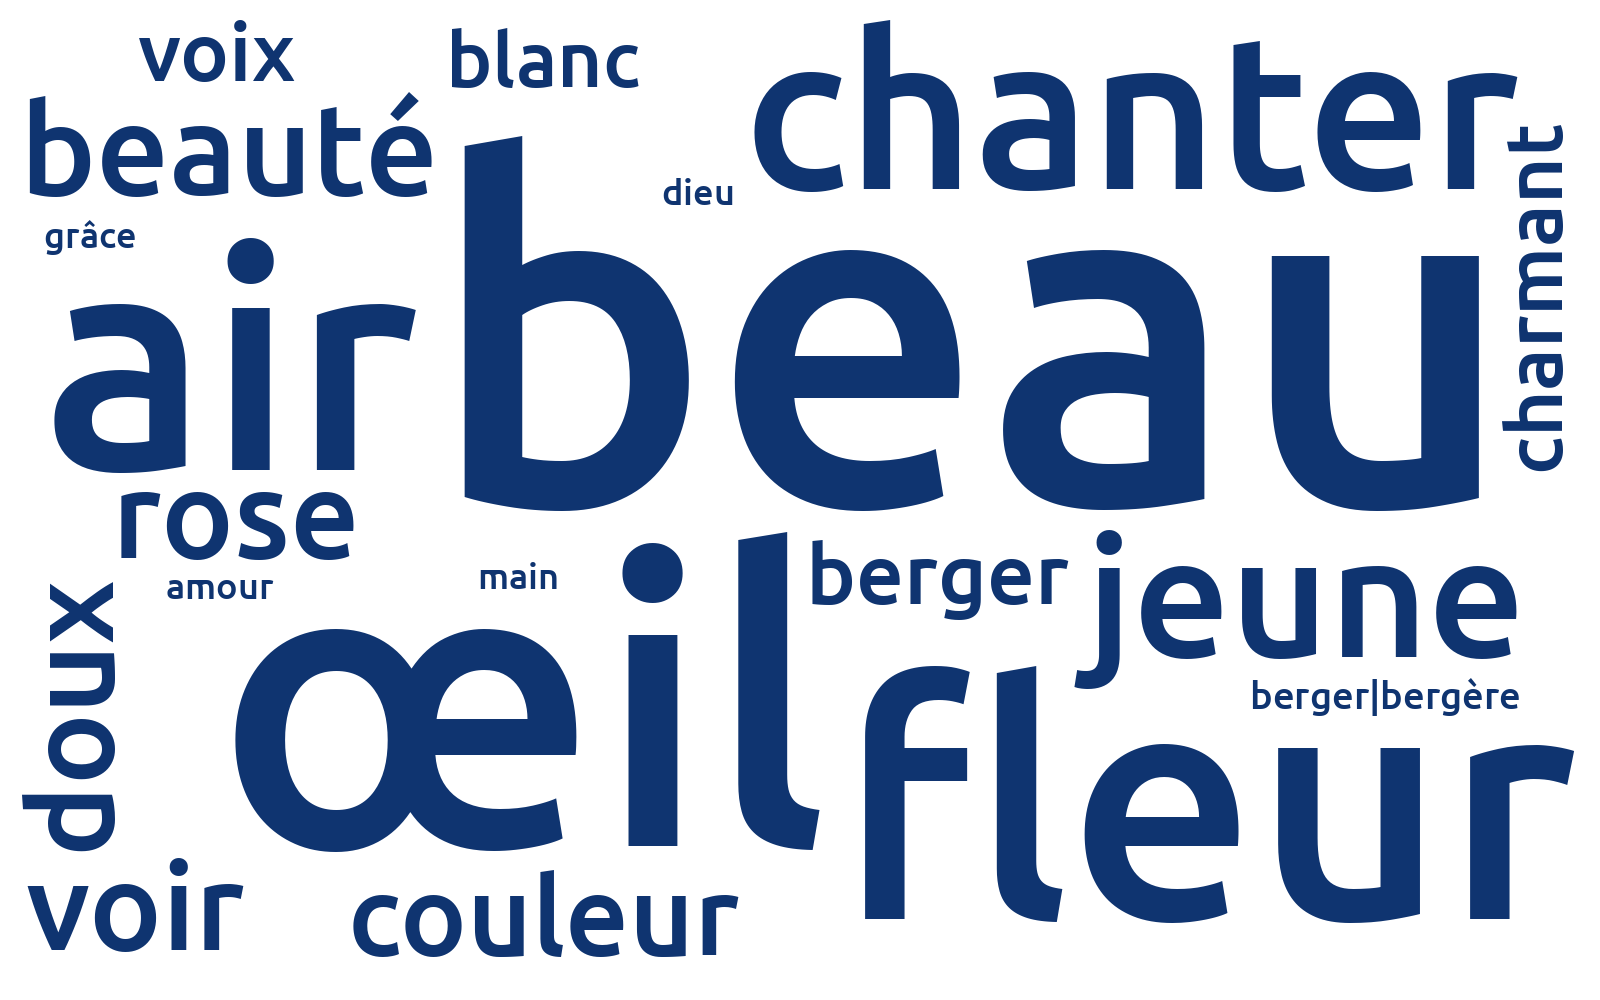 voix
blanc
chanter
beauté
charmant
beau
dieu
grâce
air
rose
berger
jeune
amour
main
œil
doux
fleur
berger|bergère
voir
couleur